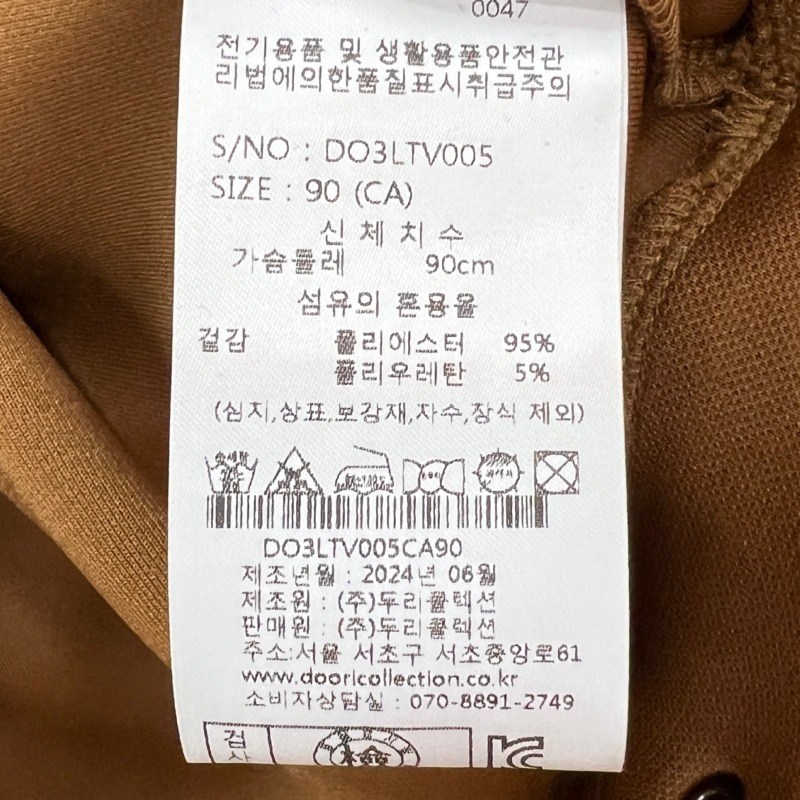 0047
전기용품 및 생활용품안전관
리법에의한품질표시취급주의
S/NO : DO3LTV005
SIZE : 90 (CA)
신 체 치 수
가슴둘레 90cm
섬유의 혼용율
겉감 폴리에스터 95%
폴리우레탄 5%
(심지,상표,보강재,자수,장식 제외)
DO3LTV005CA90
제조년월 : 2024년 06월
제조원 : (주)두리콜렉션
판매원 : (주)두리콜렉션
주소:서울 서초구 서초중앙로61
www.dooricollection.co.kr
소비자상담실 : 070-8891-2749
검
사